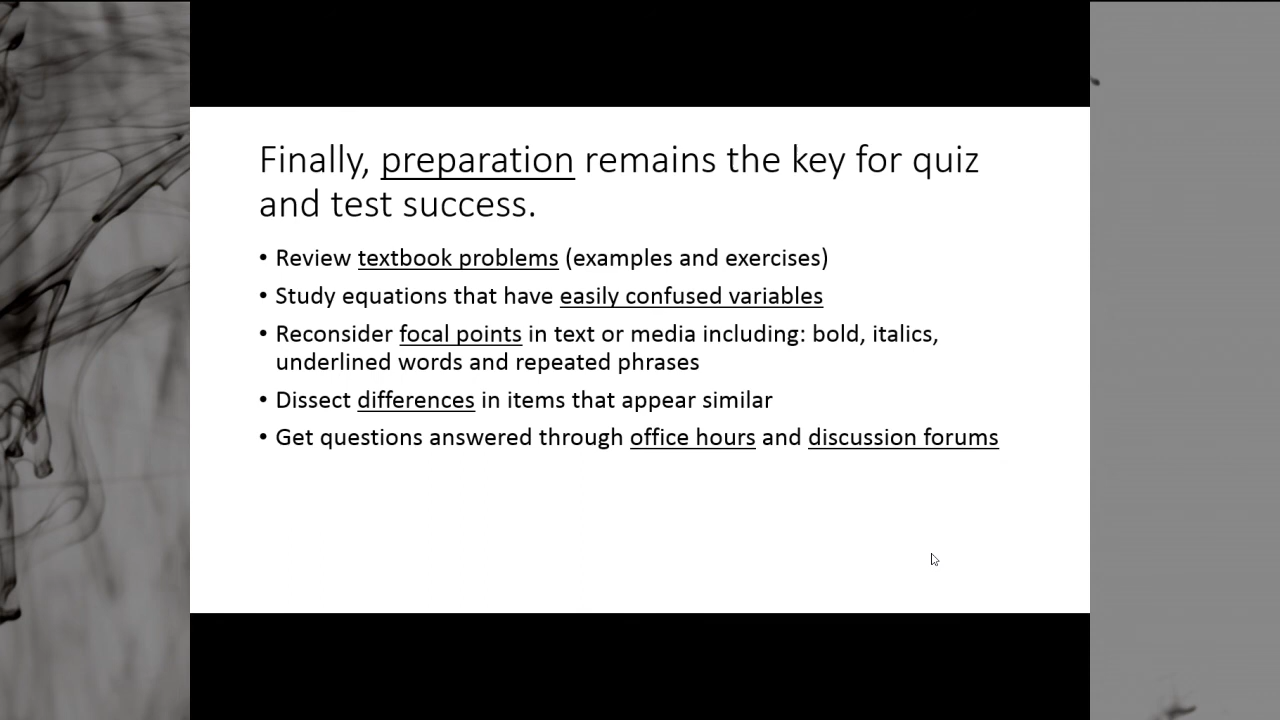 Finally, preparation remains the key for quiz
and test success.
• Review textbook problems (examples and exercises)
• Study equations that have easily confused variables
• Reconsider focal points in text or media including: bold, italics,
underlined words and repeated phrases
• Dissect differences in items that appear similar
• Get questions answered through office hours and discussion forums